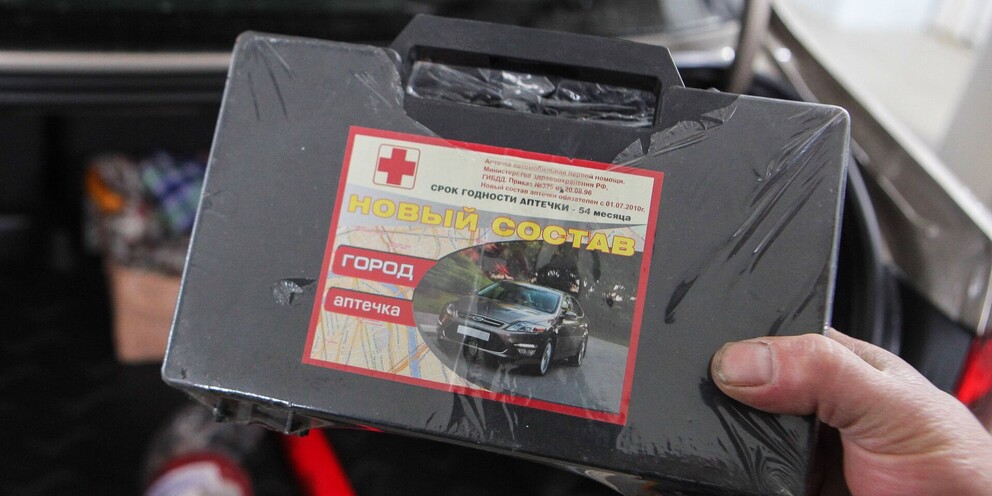 Аптечка автомобильная первой помощи.
Министерство здравоохранения РФ,
ГИБДД. Приказ №325 от 20.08.96
Новый состав аптечки обязателен с 01.07.2010г.
СРОК ГОДНОСТИ АПТЕЧКИ - 54 месяца
НОВЫЙ СОСТАВ
ГОРОД
аптечка